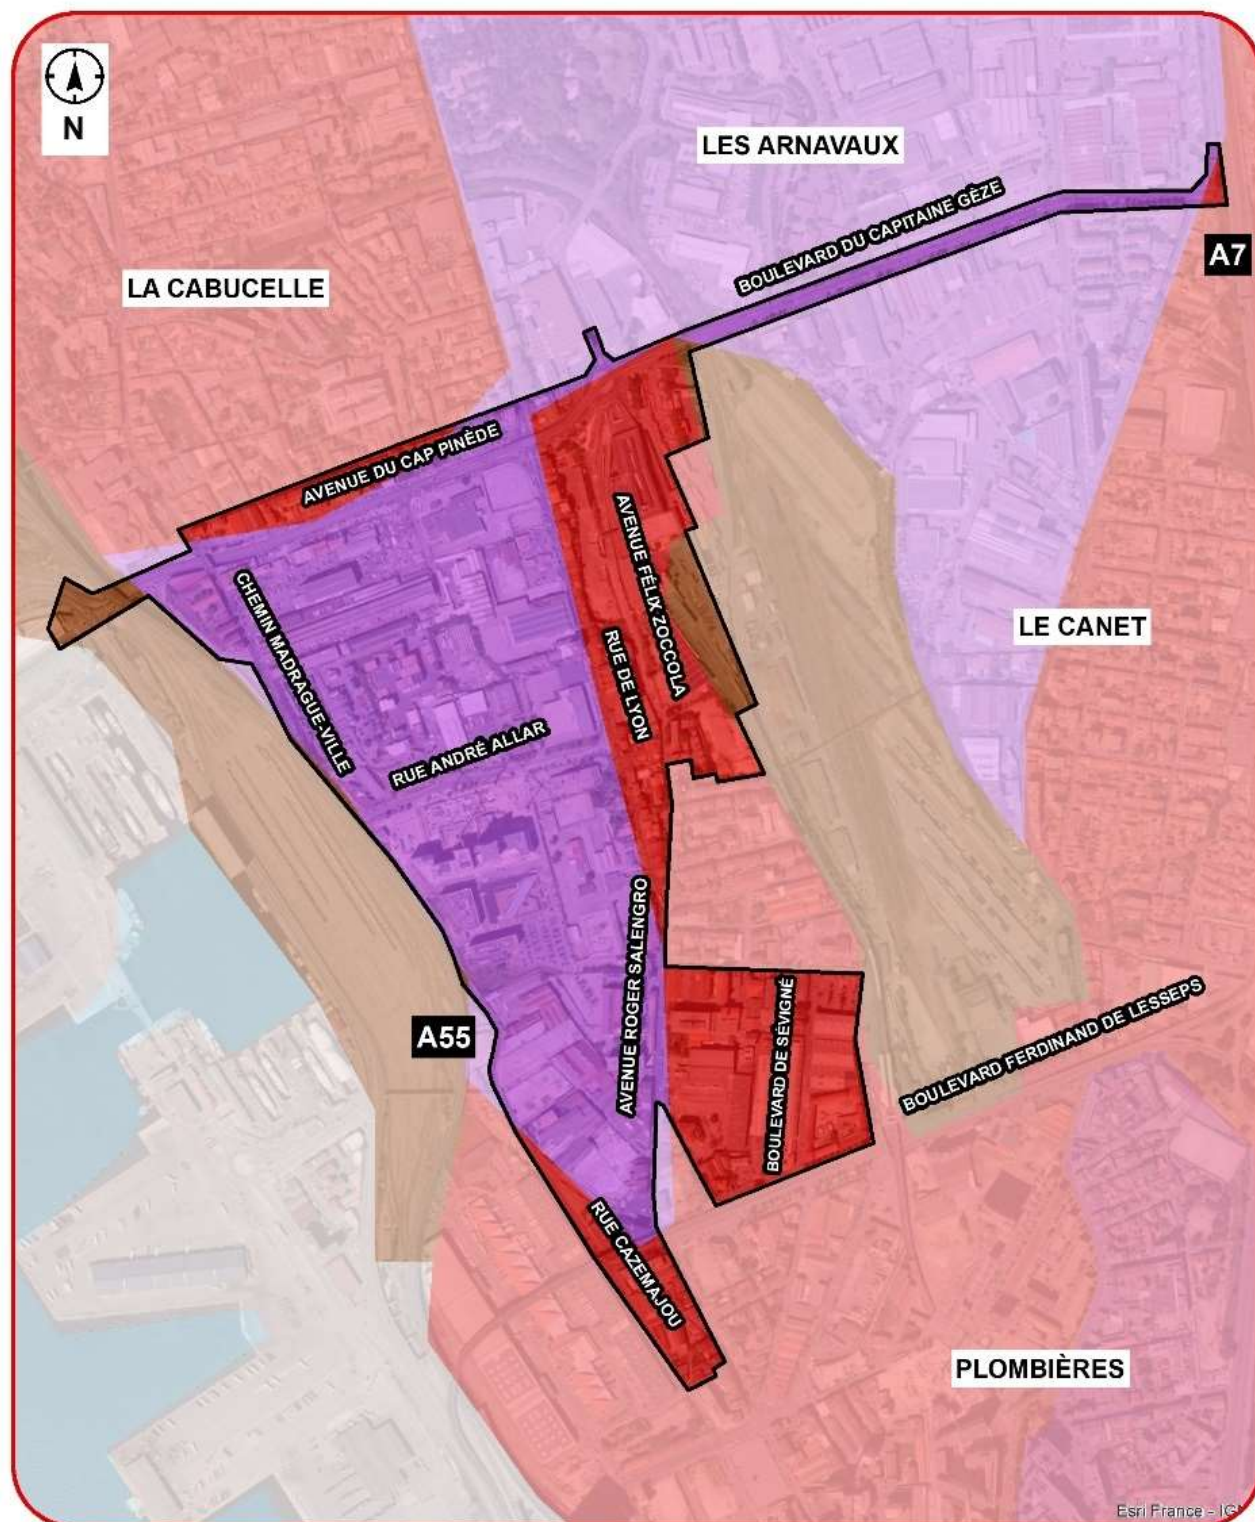 N
LES ARNAVAUX
BOULEVARD DU CAPITAINE GÈZE
A7
LA CABUCELLE
AVENUE DU CAP PINÈDE
AVENUE FÉLIX ZOCCOLA
CHEMIN MADRAGUE-VILLE
LE CANET
RUE DE LYON
RUE ANDRÉ ALLAR
AVENUE ROGER SALENGRO
BOULEVARD DE SÉVIGNÉ
BOULEVARD FERDINAND DE LESSEPS
A55
RUE CAZEMAJOU
PLOMBIÈRES
Esri France - IGN